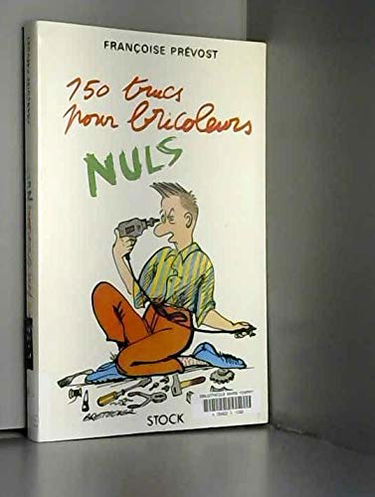 FRANÇOISE PRÉVOST
150 trucs
pour bricoleurs
NULS
STOCK